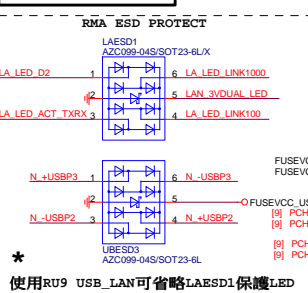 RMA ESD PROTECT
LAESD1
AZC099-04S/SOT23-6L/X
LA_LED_D2 1 6 LA_LED_LINK1000
2 5 LAN_3VDUAL_LED
LA_LED_ACT_TXRX 3 4 LA_LED_LINK100
FUSEVC
FUSEVC
N_+USBP3 1 6 N_-USBP3
2 5 FUSEVCC_US
[9] PCH
N_-USBP2 3 4 N_+USBP2
[9] PCH
UBESD3
[9] PCH
* AZC099-04S/SOT23-6L
[9] PCH
使用RU9 USB_LAN可省略LAESD1保護LED